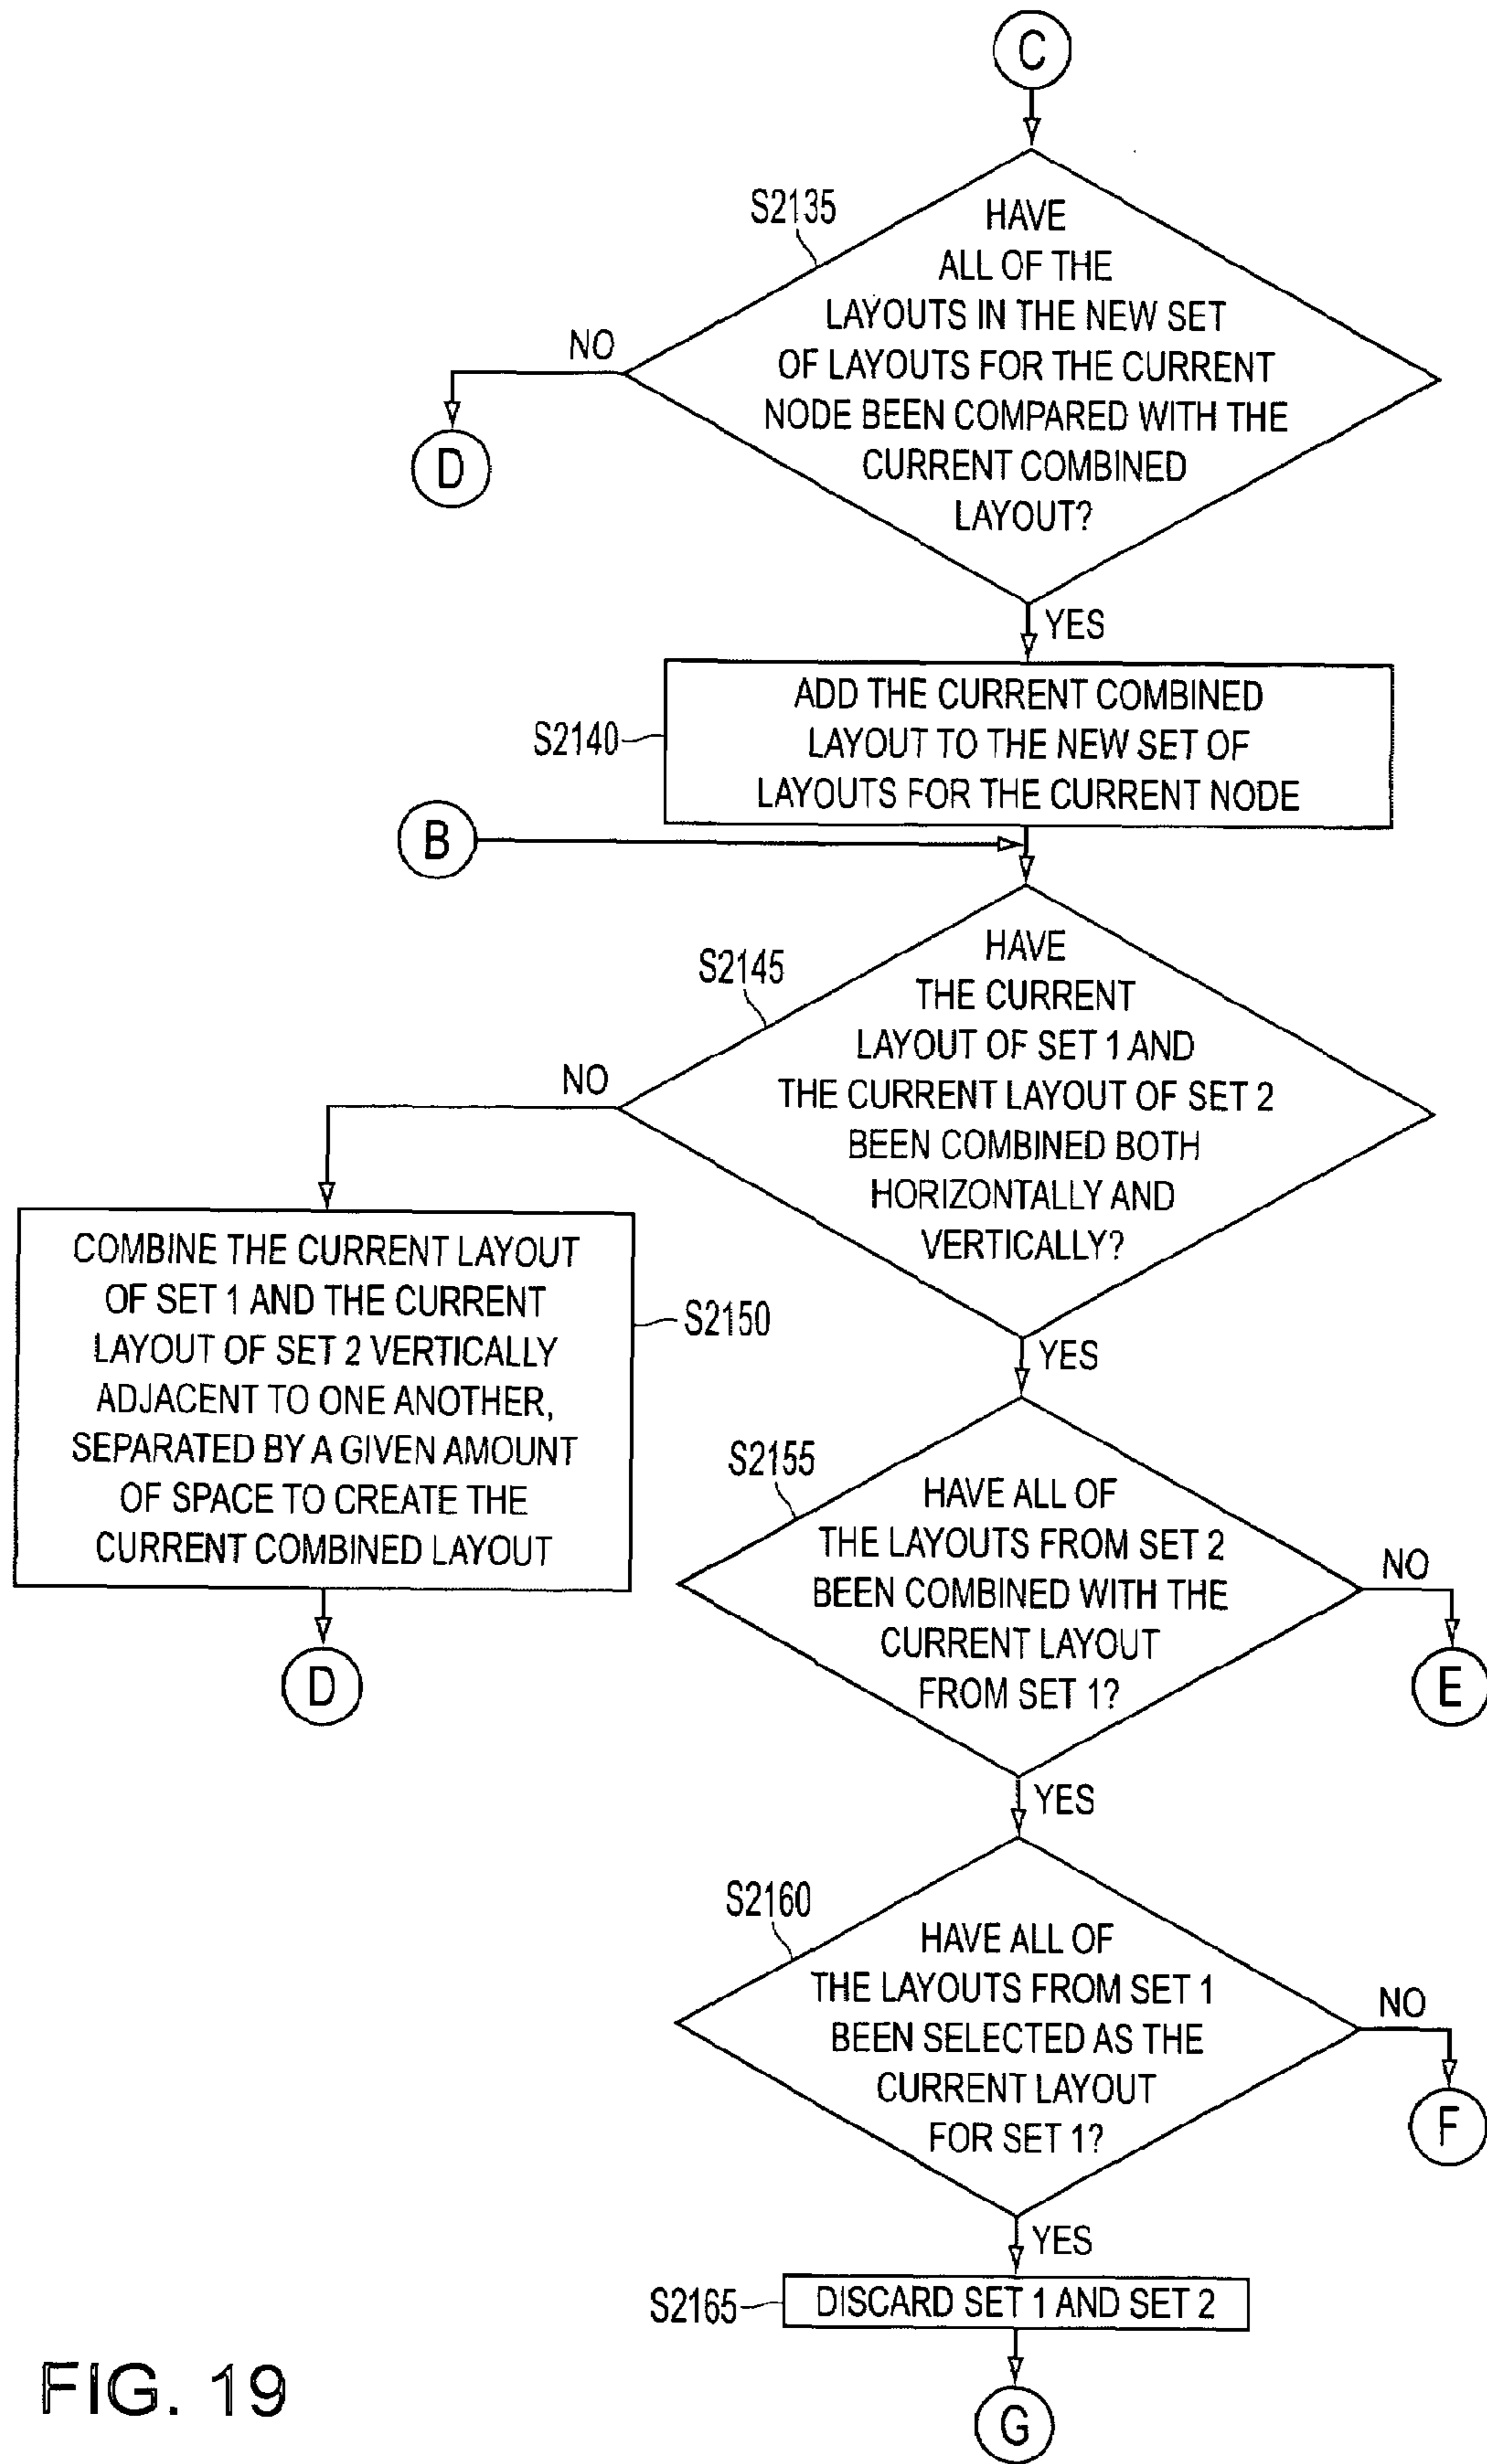 C
S2135
HAVE
ALL OF THE
LAYOUTS IN THE NEW SET
OF LAYOUTS FOR THE CURRENT
NODE BEEN COMPARED WITH THE
CURRENT COMBINED
LAYOUT?
NO
D
YES
S2140
ADD THE CURRENT COMBINED
LAYOUT TO THE NEW SET OF
LAYOUTS FOR THE CURRENT NODE
B
S2145
HAVE
THE CURRENT
LAYOUT OF SET 1 AND
THE CURRENT LAYOUT OF SET 2
BEEN COMBINED BOTH
HORIZONTALLY AND
VERTICALLY?
NO
COMBINE THE CURRENT LAYOUT
OF SET 1 AND THE CURRENT
LAYOUT OF SET 2 VERTICALLY
ADJACENT TO ONE ANOTHER,
SEPARATED BY A GIVEN AMOUNT
OF SPACE TO CREATE THE
CURRENT COMBINED LAYOUT
S2150
D
YES
S2155
HAVE ALL OF
THE LAYOUTS FROM SET 2
BEEN COMBINED WITH THE
CURRENT LAYOUT
FROM SET 1?
NO
E
YES
S2160
HAVE ALL OF
THE LAYOUTS FROM SET 1
BEEN SELECTED AS THE
CURRENT LAYOUT
FOR SET 1?
NO
F
YES
S2165
DISCARD SET 1 AND SET 2
G
FIG. 19